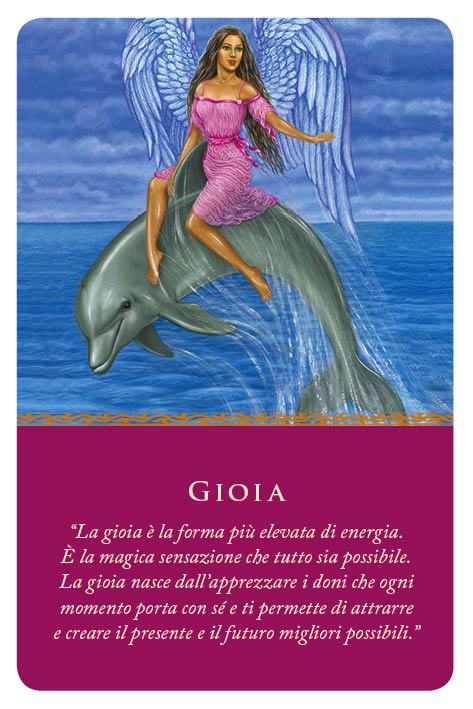 GIOIA
“La gioia è la forma più elevata di energia.
È la magica sensazione che tutto sia possibile.
La gioia nasce dall’apprezzare i doni che ogni
momento porta con sé e ti permette di attrarre
e creare il presente e il futuro migliori possibili.”